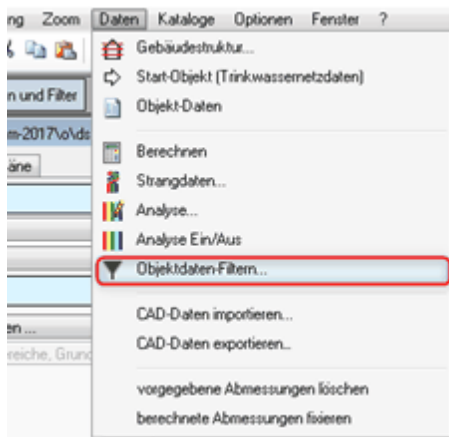 ng Zoom Daten Kataloge Optionen Fenster ?
Gebäudestruktur...
Start-Objekt (Trinkwassernetzdaten)
n und Filter
Objekt-Daten
m-2017\o\ds
Berechnen
äne
Strangdaten...
Analyse...
Analyse Ein/Aus
Objektdaten-Filtern...
CAD-Daten importieren...
en ...
CAD-Daten exportieren...
ereiche, Grund
vorgegebene Abmessungen löschen
berechnete Abmessungen fixieren